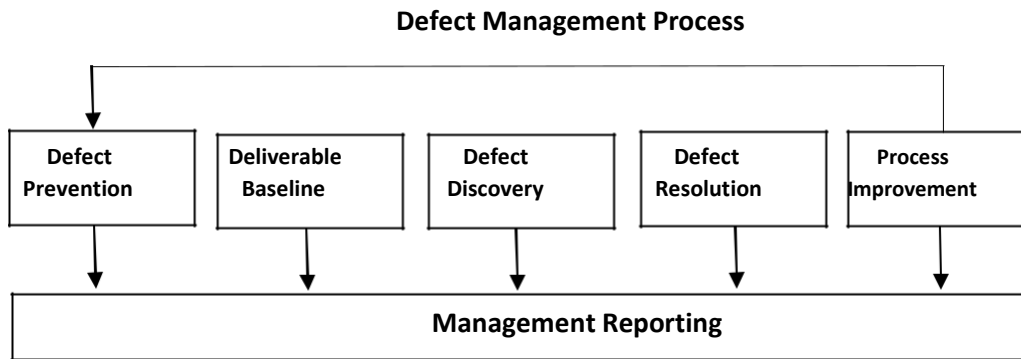 Defect Management Process
Defect
Prevention
Deliverable
Baseline
Defect
Discovery
Defect
Resolution
Process
Improvement
Management Reporting